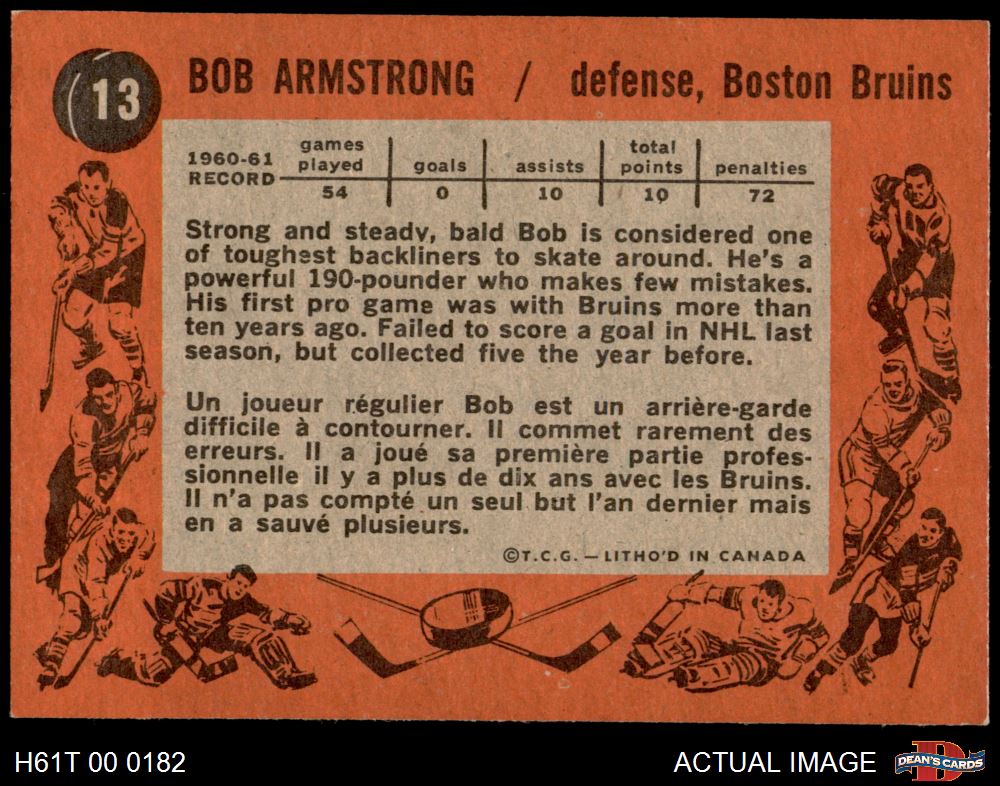 13
BOB ARMSTRONG / defense, Boston Bruins
1960-61 RECORD
games played goals assists total points penalties
54 0 10 10 72
Strong and steady, bald Bob is considered one
of toughest backliners to skate around. He's a
powerful 190-pounder who makes few mistakes.
His first pro game was with Bruins more than
ten years ago. Failed to score a goal in NHL last
season, but collected five the year before.
Un joueur régulier Bob est un arrière-garde
difficile à contourner. Il commet rarement des
erreurs. Il a joué sa première partie profes-
sionnelle il y a plus de dix ans avec les Bruins.
Il n'a pas compté un seul but l'an dernier mais
en a sauvé plusieurs.
©T.C.G. — LITHO'D IN CANADA
H61T 00 0182
ACTUAL IMAGE
D
DEAN'S CARDS